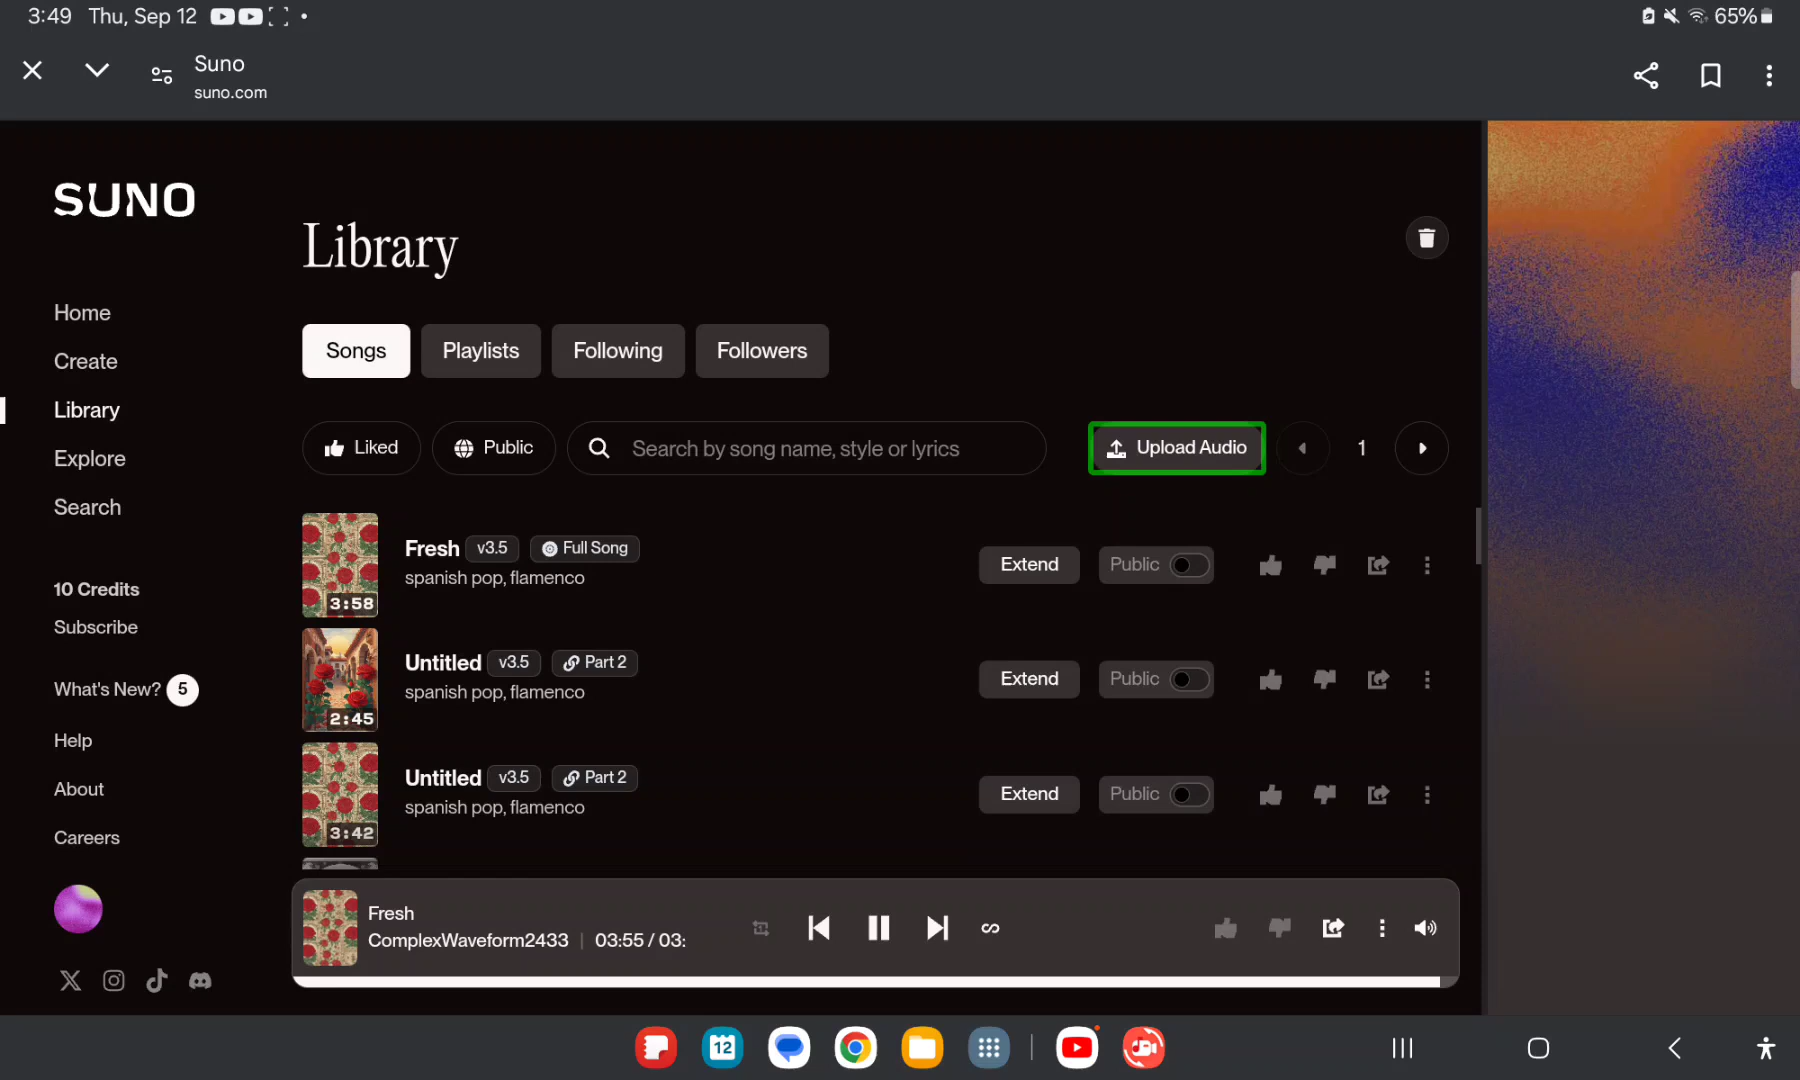 3:49 Thu, Sep 12
65%
Suno
suno.com
SUNO
Home
Create
Library
Explore
Search
10 Credits
Subscribe
What's New? 5
Help
About
Careers
Library
Songs Playlists Following Followers
Liked Public Search by song name, style or lyrics Upload Audio 1
Fresh v3.5 Full Song
spanish pop, flamenco
3:58
Extend Public
Untitled v3.5 Part 2
spanish pop, flamenco
2:45
Extend Public
Untitled v3.5 Part 2
spanish pop, flamenco
3:42
Extend Public
Fresh
ComplexWaveform2433 | 03:55 / 03:
12